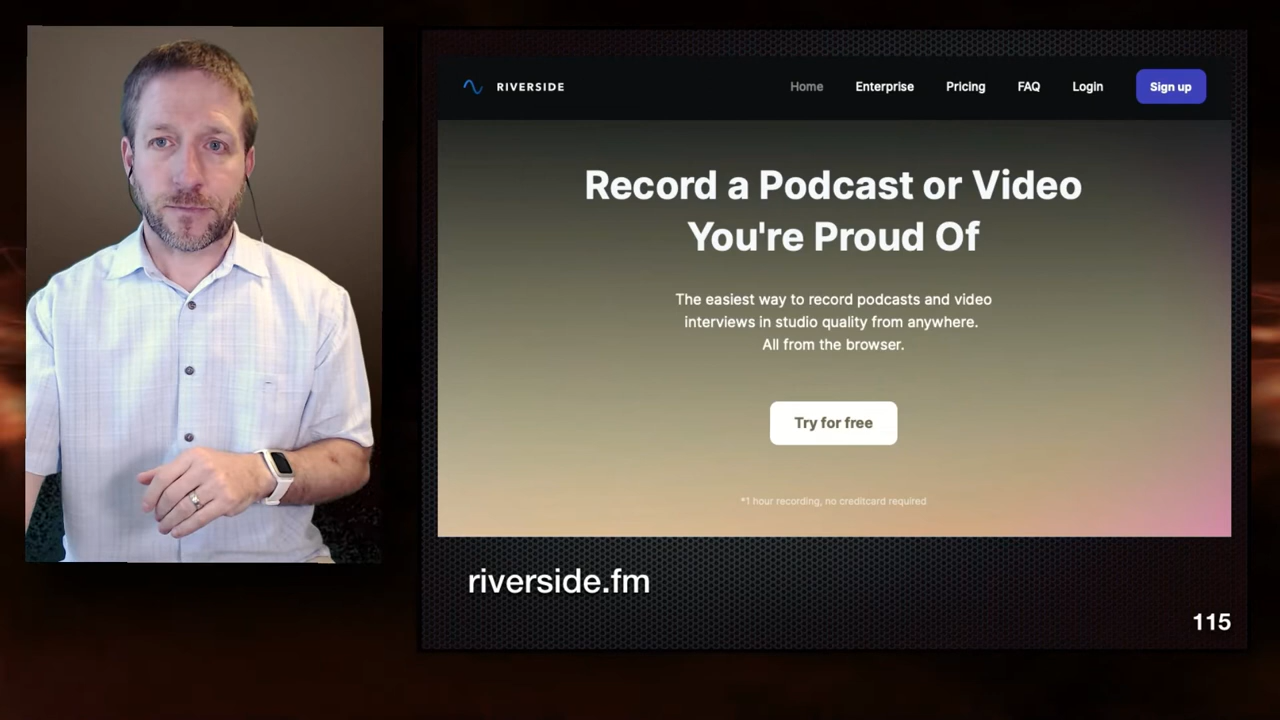 RIVERSIDE
Home Enterprise Pricing FAQ Login Sign up
Record a Podcast or Video
You're Proud Of
The easiest way to record podcasts and video
interviews in studio quality from anywhere.
All from the browser.
Try for free
*1 hour recording, no creditcard required
riverside.fm
115